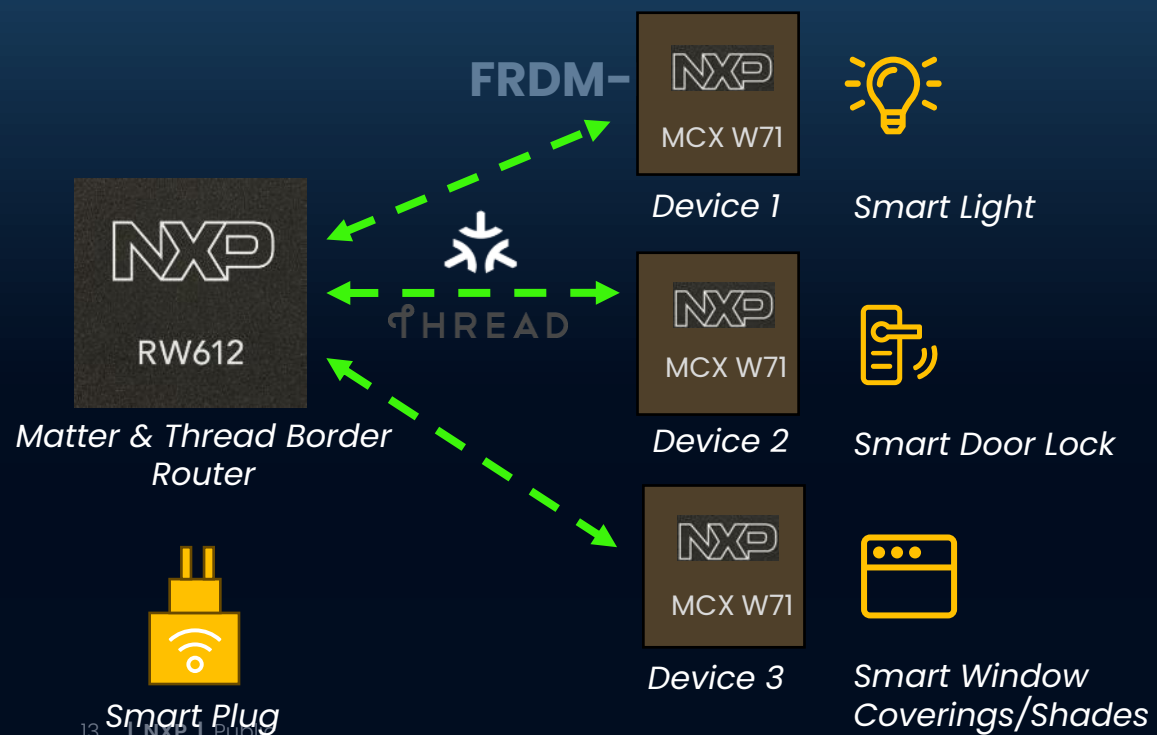 FRDM-
NXP
MCX W71
Device 1
Smart Light
NXP
RW612
Matter & Thread Border
Router
THREAD
NXP
MCX W71
Device 2
Smart Door Lock
NXP
MCX W71
Device 3
Smart Window
Coverings/Shades
Smart Plug
13
| NXP |